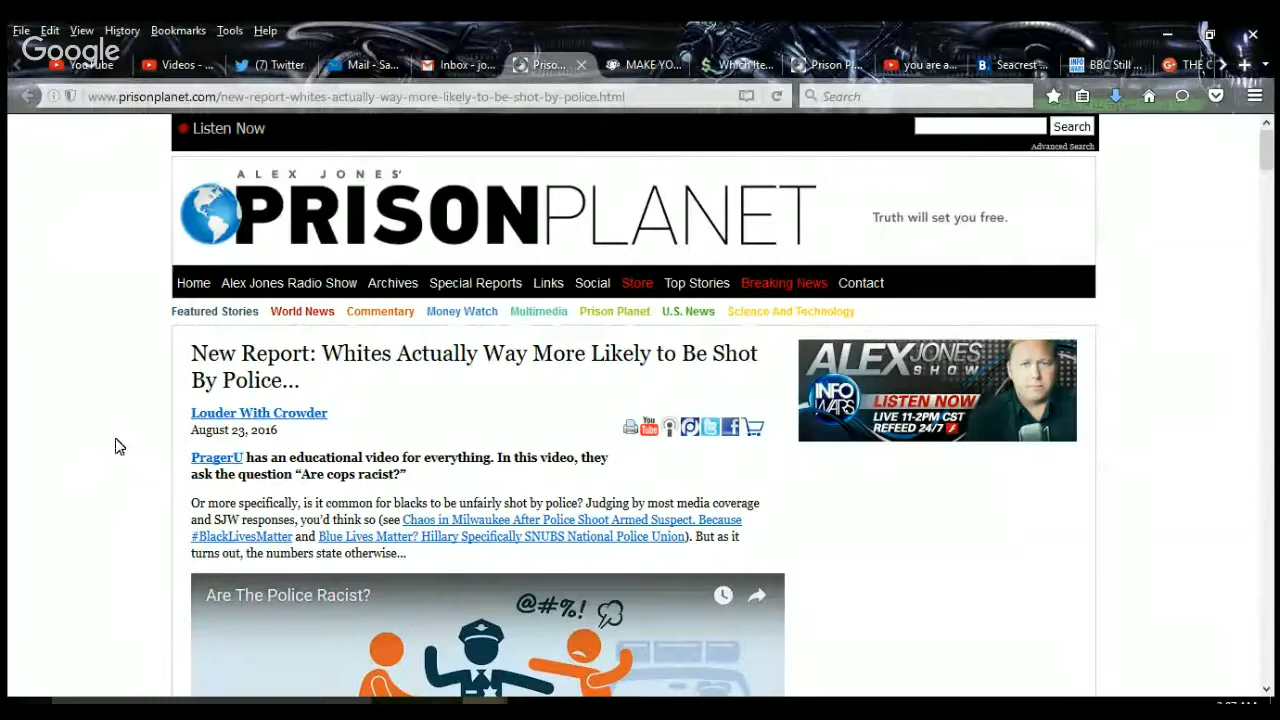 File Edit View History Bookmarks Tools Help
Google
YouTube Videos - ... (7) Twitter Mail - Sa... Inbox - jo... Priso... MAKE YO... Which Ite... Prison Pl... you are a... Seacrest ... BBC Still ... THE C
www.prisonplanet.com/new-report-whites-actually-way-more-likely-to-be-shot-by-police.html Search
Listen Now Search
Advanced Search
ALEX JONES'
PRISONPLANET Truth will set you free.
Home Alex Jones Radio Show Archives Special Reports Links Social Store Top Stories Breaking News Contact
Featured Stories World News Commentary Money Watch Multimedia Prison Planet U.S. News Science And Technology
New Report: Whites Actually Way More Likely to Be Shot
By Police...
Louder With Crowder
August 23, 2016
You
Tube
ALEX JONES
SHOW
INFO
WARS
LISTEN NOW
LIVE 11-2PM CST
REFEED 24/7
PragerU has an educational video for everything. In this video, they
ask the question “Are cops racist?”
Or more specifically, is it common for blacks to be unfairly shot by police? Judging by most media coverage
and SJW responses, you’d think so (see Chaos in Milwaukee After Police Shoot Armed Suspect. Because
#BlackLivesMatter and Blue Lives Matter? Hillary Specifically SNUBS National Police Union). But as it
turns out, the numbers state otherwise...
Are The Police Racist?
@#%!